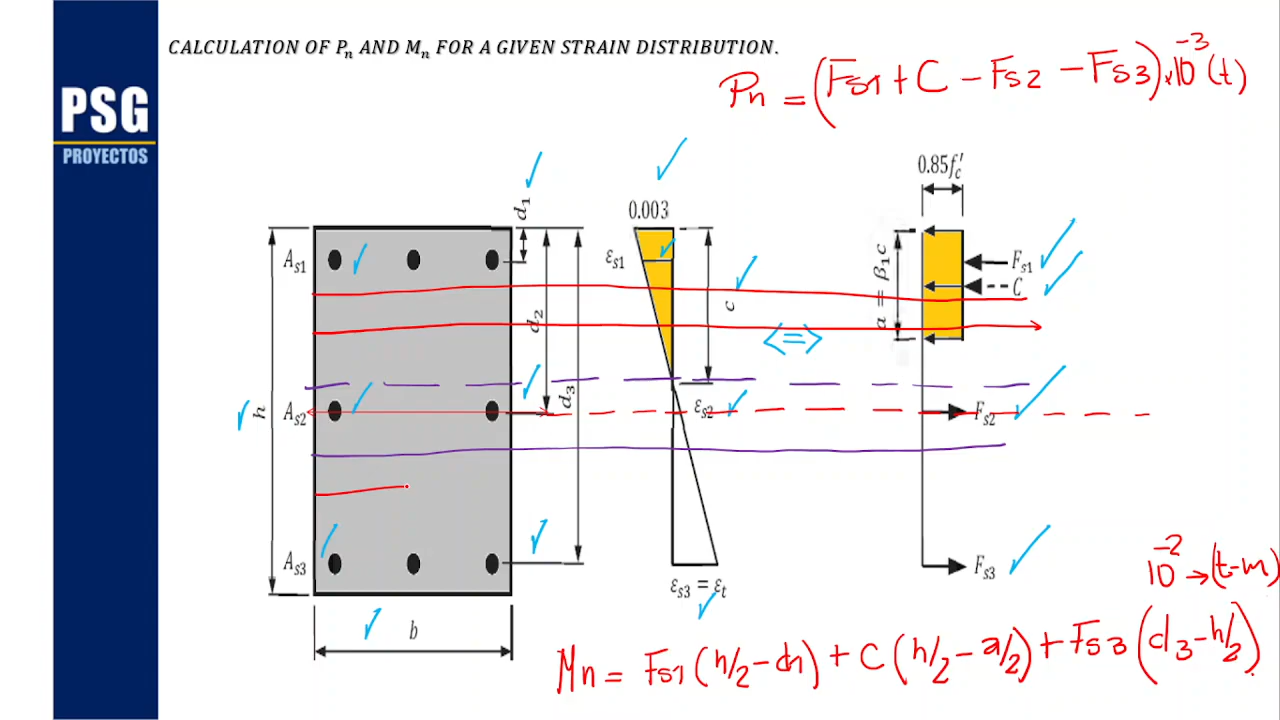 CALCULATION OF Pn AND Mn FOR A GIVEN STRAIN DISTRIBUTION.
Pn = (Fs1 + C - Fs2 - Fs3) x 10^-3 (t)
PSG
PROYECTOS
0.85f'c
d1
0.003
As1
εs1
Fs1
C
a = β1c
c
d2
<=>
d3
h
As2
εs2
Fs2
As3
Fs3
εs3 = εt
10^-2 → (t-m)
b
Mn = Fs1 (h/2 - dn) + C (h/2 - a/2) + Fs3 (d3 - h/2)